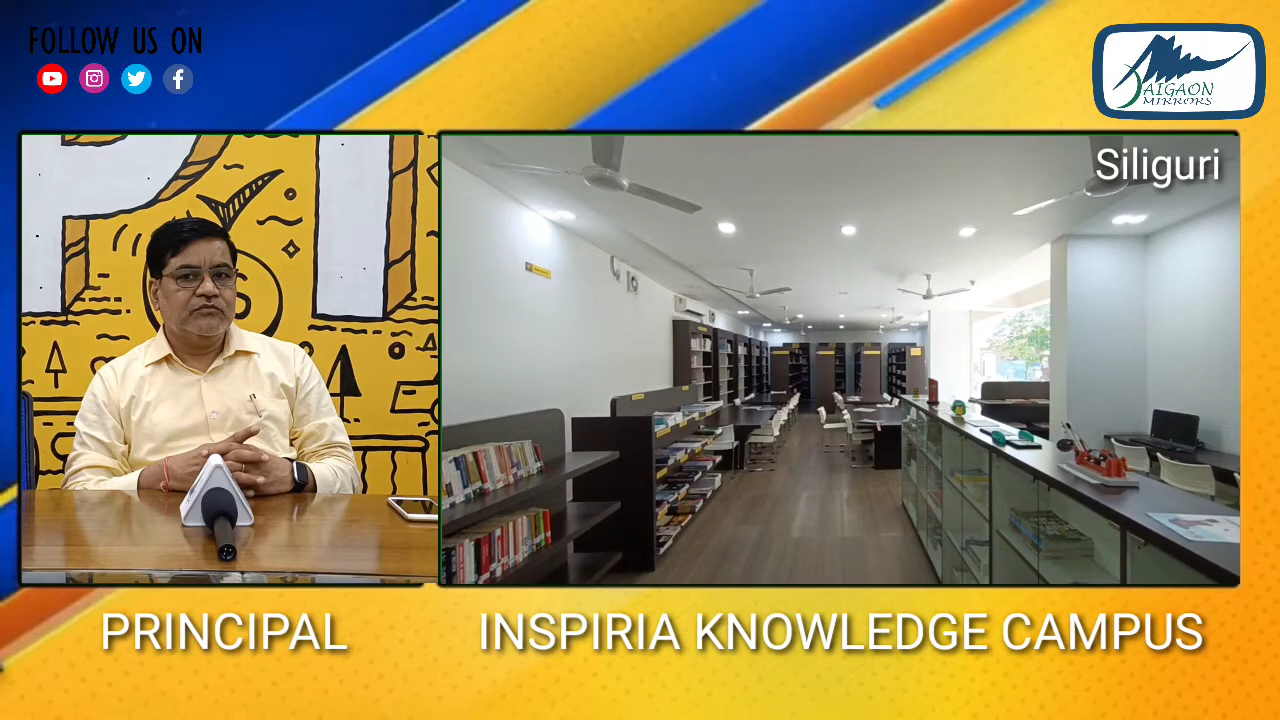 FOLLOW US ON
JAIGAON
MIRRORS
Siliguri
PRINCIPAL
INSPIRIA KNOWLEDGE CAMPUS